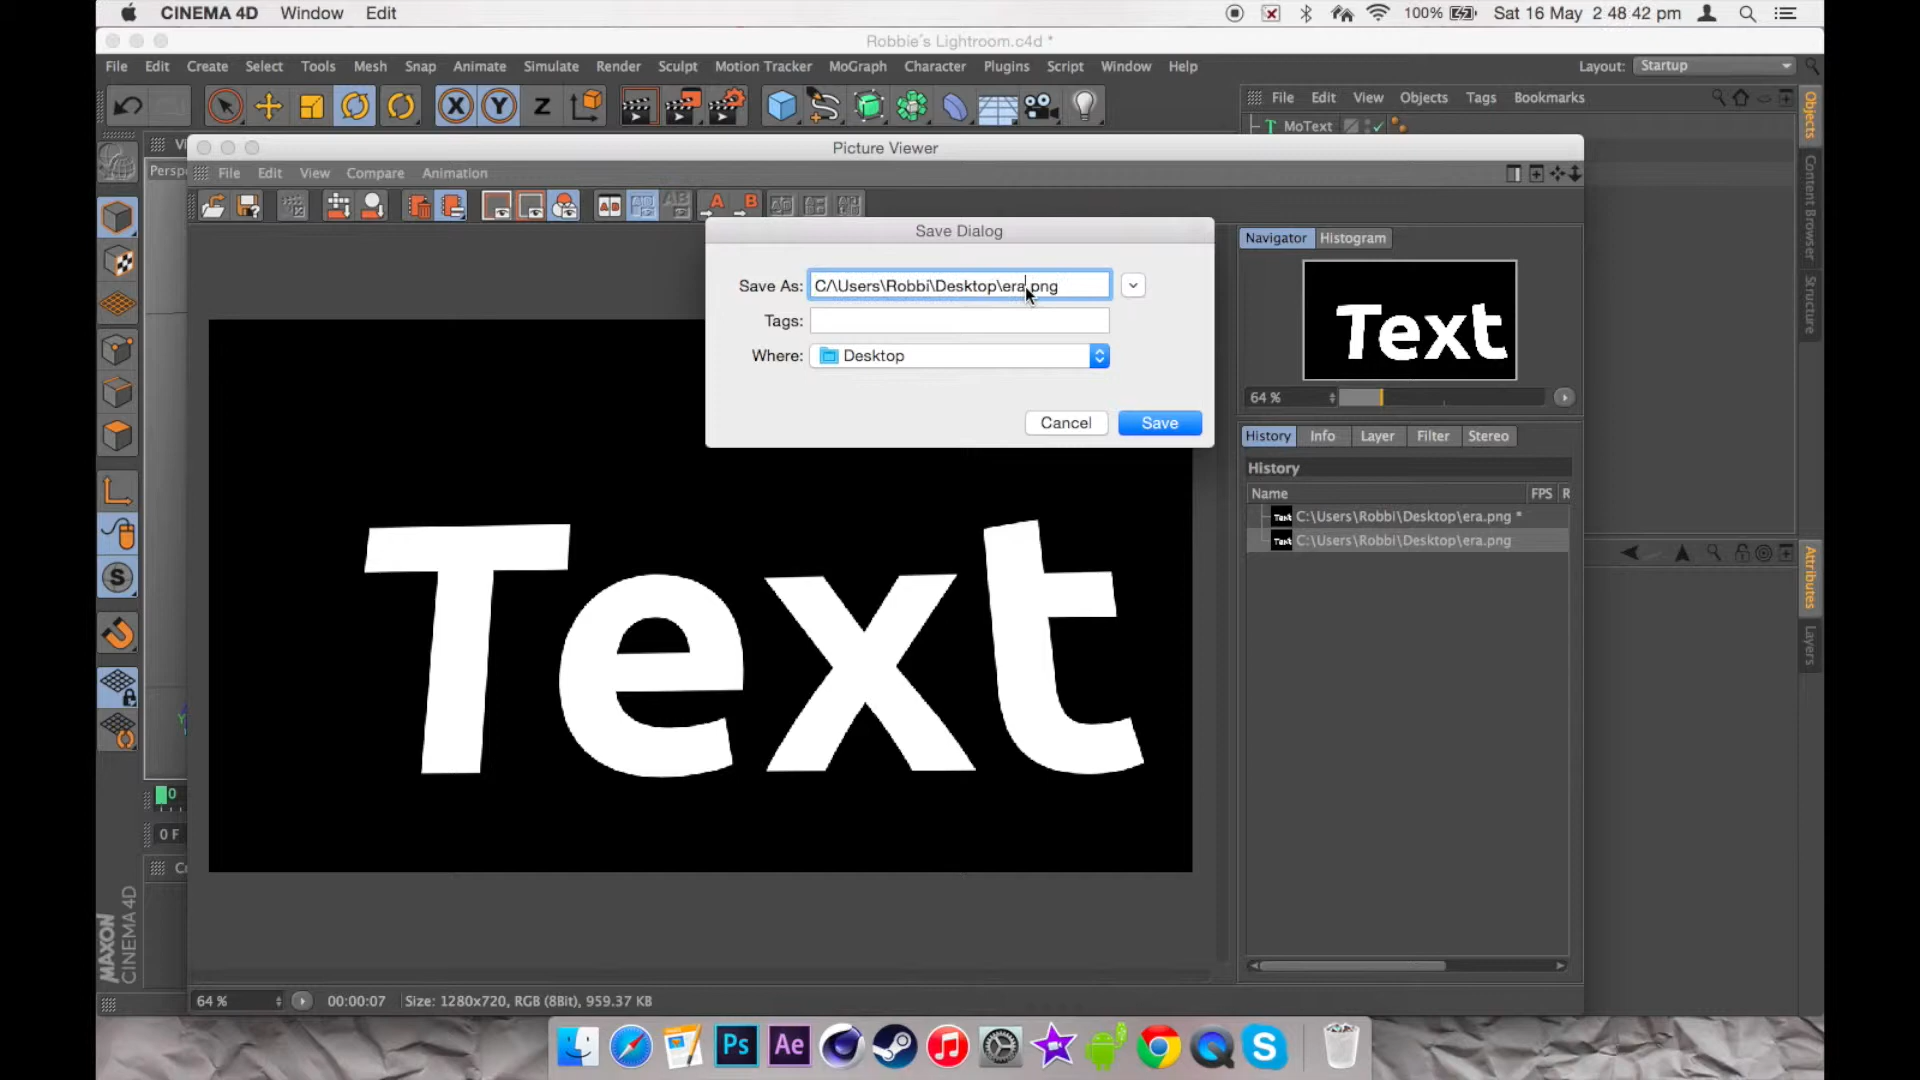 CINEMA 4D Window Edit 100% Sat 16 May 2 48 42 pm
Robbie's Lightroom.c4d *
File Edit Create Select Tools Mesh Snap Animate Simulate Render Sculpt Motion Tracker MoGraph Character Plugins Script Window Help Layout: Startup
X Y Z File Edit View Objects Tags Bookmarks
MoText
Picture Viewer
Persp
File Edit View Compare Animation
Save Dialog
Save As: C/\Users\Robbi\Desktop\era.png
Tags:
Where: Desktop
Cancel Save
Navigator Histogram
Text
64 %
History Info Layer Filter Stereo
History
Name FPS R
Text C:\Users\Robbi\Desktop\era.png *
Text C:\Users\Robbi\Desktop\era.png
Text
0
0 F
64 % 00:00:07 Size: 1280x720, RGB (8Bit), 959.37 KB
Objects
Content Browser
Structure
Attributes
Layers
MAXON
CINEMA 4D
Ps Ae S